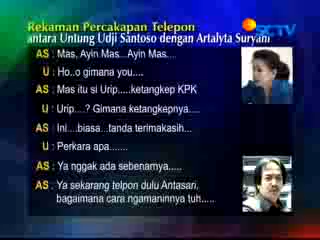 Rekaman Percakapan Telepon
antara Untung Udji Santoso dengan Artalyta Suryani
AS : Mas, Ayin Mas...Ayin Mas....
U : Ho..o gimana you....
AS : Mas itu si Urip.....ketangkep KPK
U : Urip....? Gimana ketangkepnya....
AS : Ini....biasa..tanda terimakasih...
U : Perkara apa.......
AS : Ya nggak ada sebenarnya.....
AS : Ya sekarang telpon dulu Antasari,
bagaimana cara ngamaninnya tuh.....